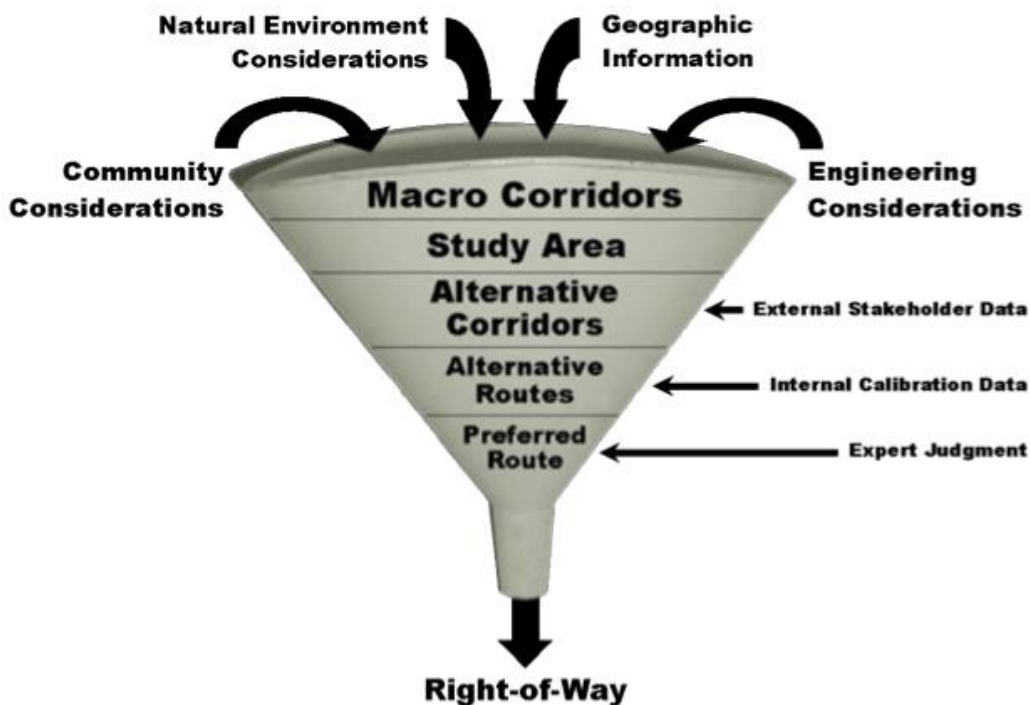 Natural Environment
Considerations
Geographic
Information
Community
Considerations
Engineering
Considerations
Macro Corridors
Study Area
Alternative
Corridors
External Stakeholder Data
Alternative
Routes
Internal Calibration Data
Preferred
Route
Expert Judgment
Right-of-Way